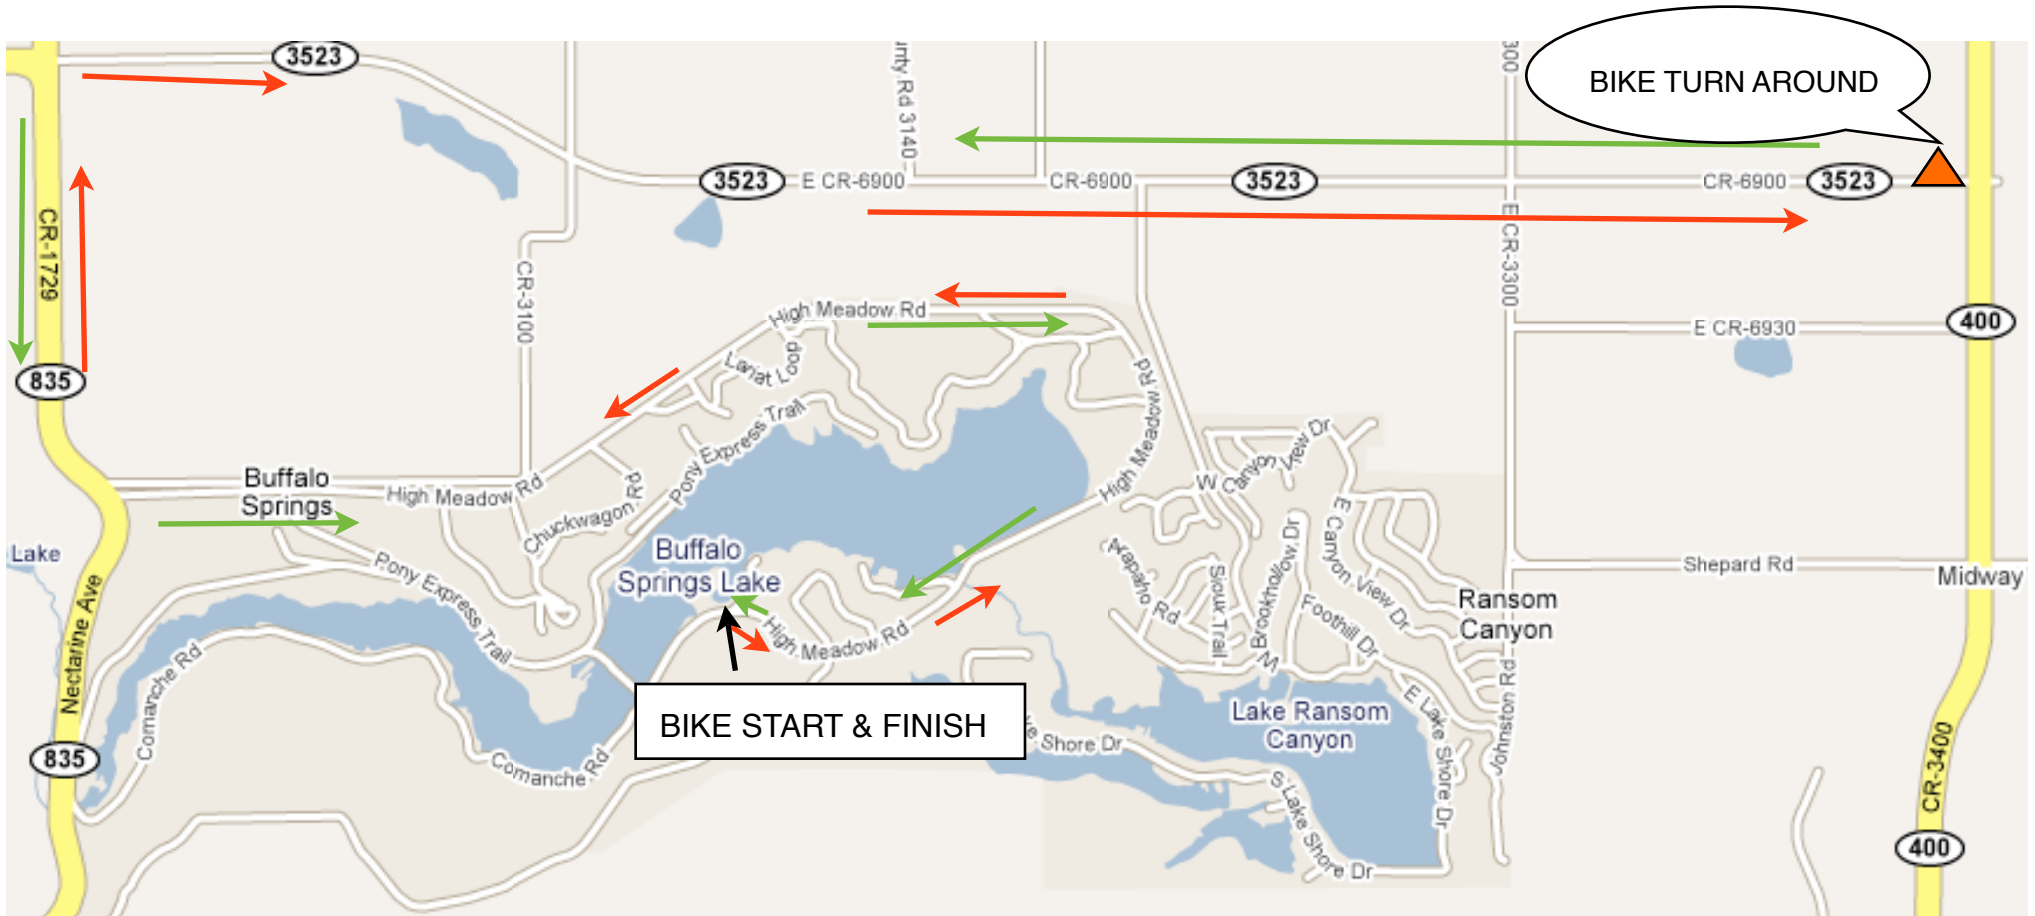 3523
BIKE TURN AROUND
3523
E CR-6900
CR-6900
3523
CR-6900
3523
CR-1729
CR-3100
E CR-3300
High Meadow Rd
E CR-6930
400
835
Lariat Loop
High Meadow Rd
Pony Express Trail
W Canyon View Dr
Buffalo
Springs
High Meadow Rd
Chuckwagon Rd
High Meadow Rd
E Canyon View Dr
Lake
Buffalo
Springs Lake
Pony Express Trail
Arapaho Rd
Sioux Trail
Brookhollow Dr
Foothill Dr
Shepard Rd
Midway
Ransom
Canyon
Nectarine Ave
Comanche Rd
High Meadow Rd
W
BIKE START & FINISH
Lake Ransom
Canyon
E Lake Shore Dr
Johnston Rd
Shore Dr
835
Comanche Rd
S Lake Shore Dr
CR-3400
400